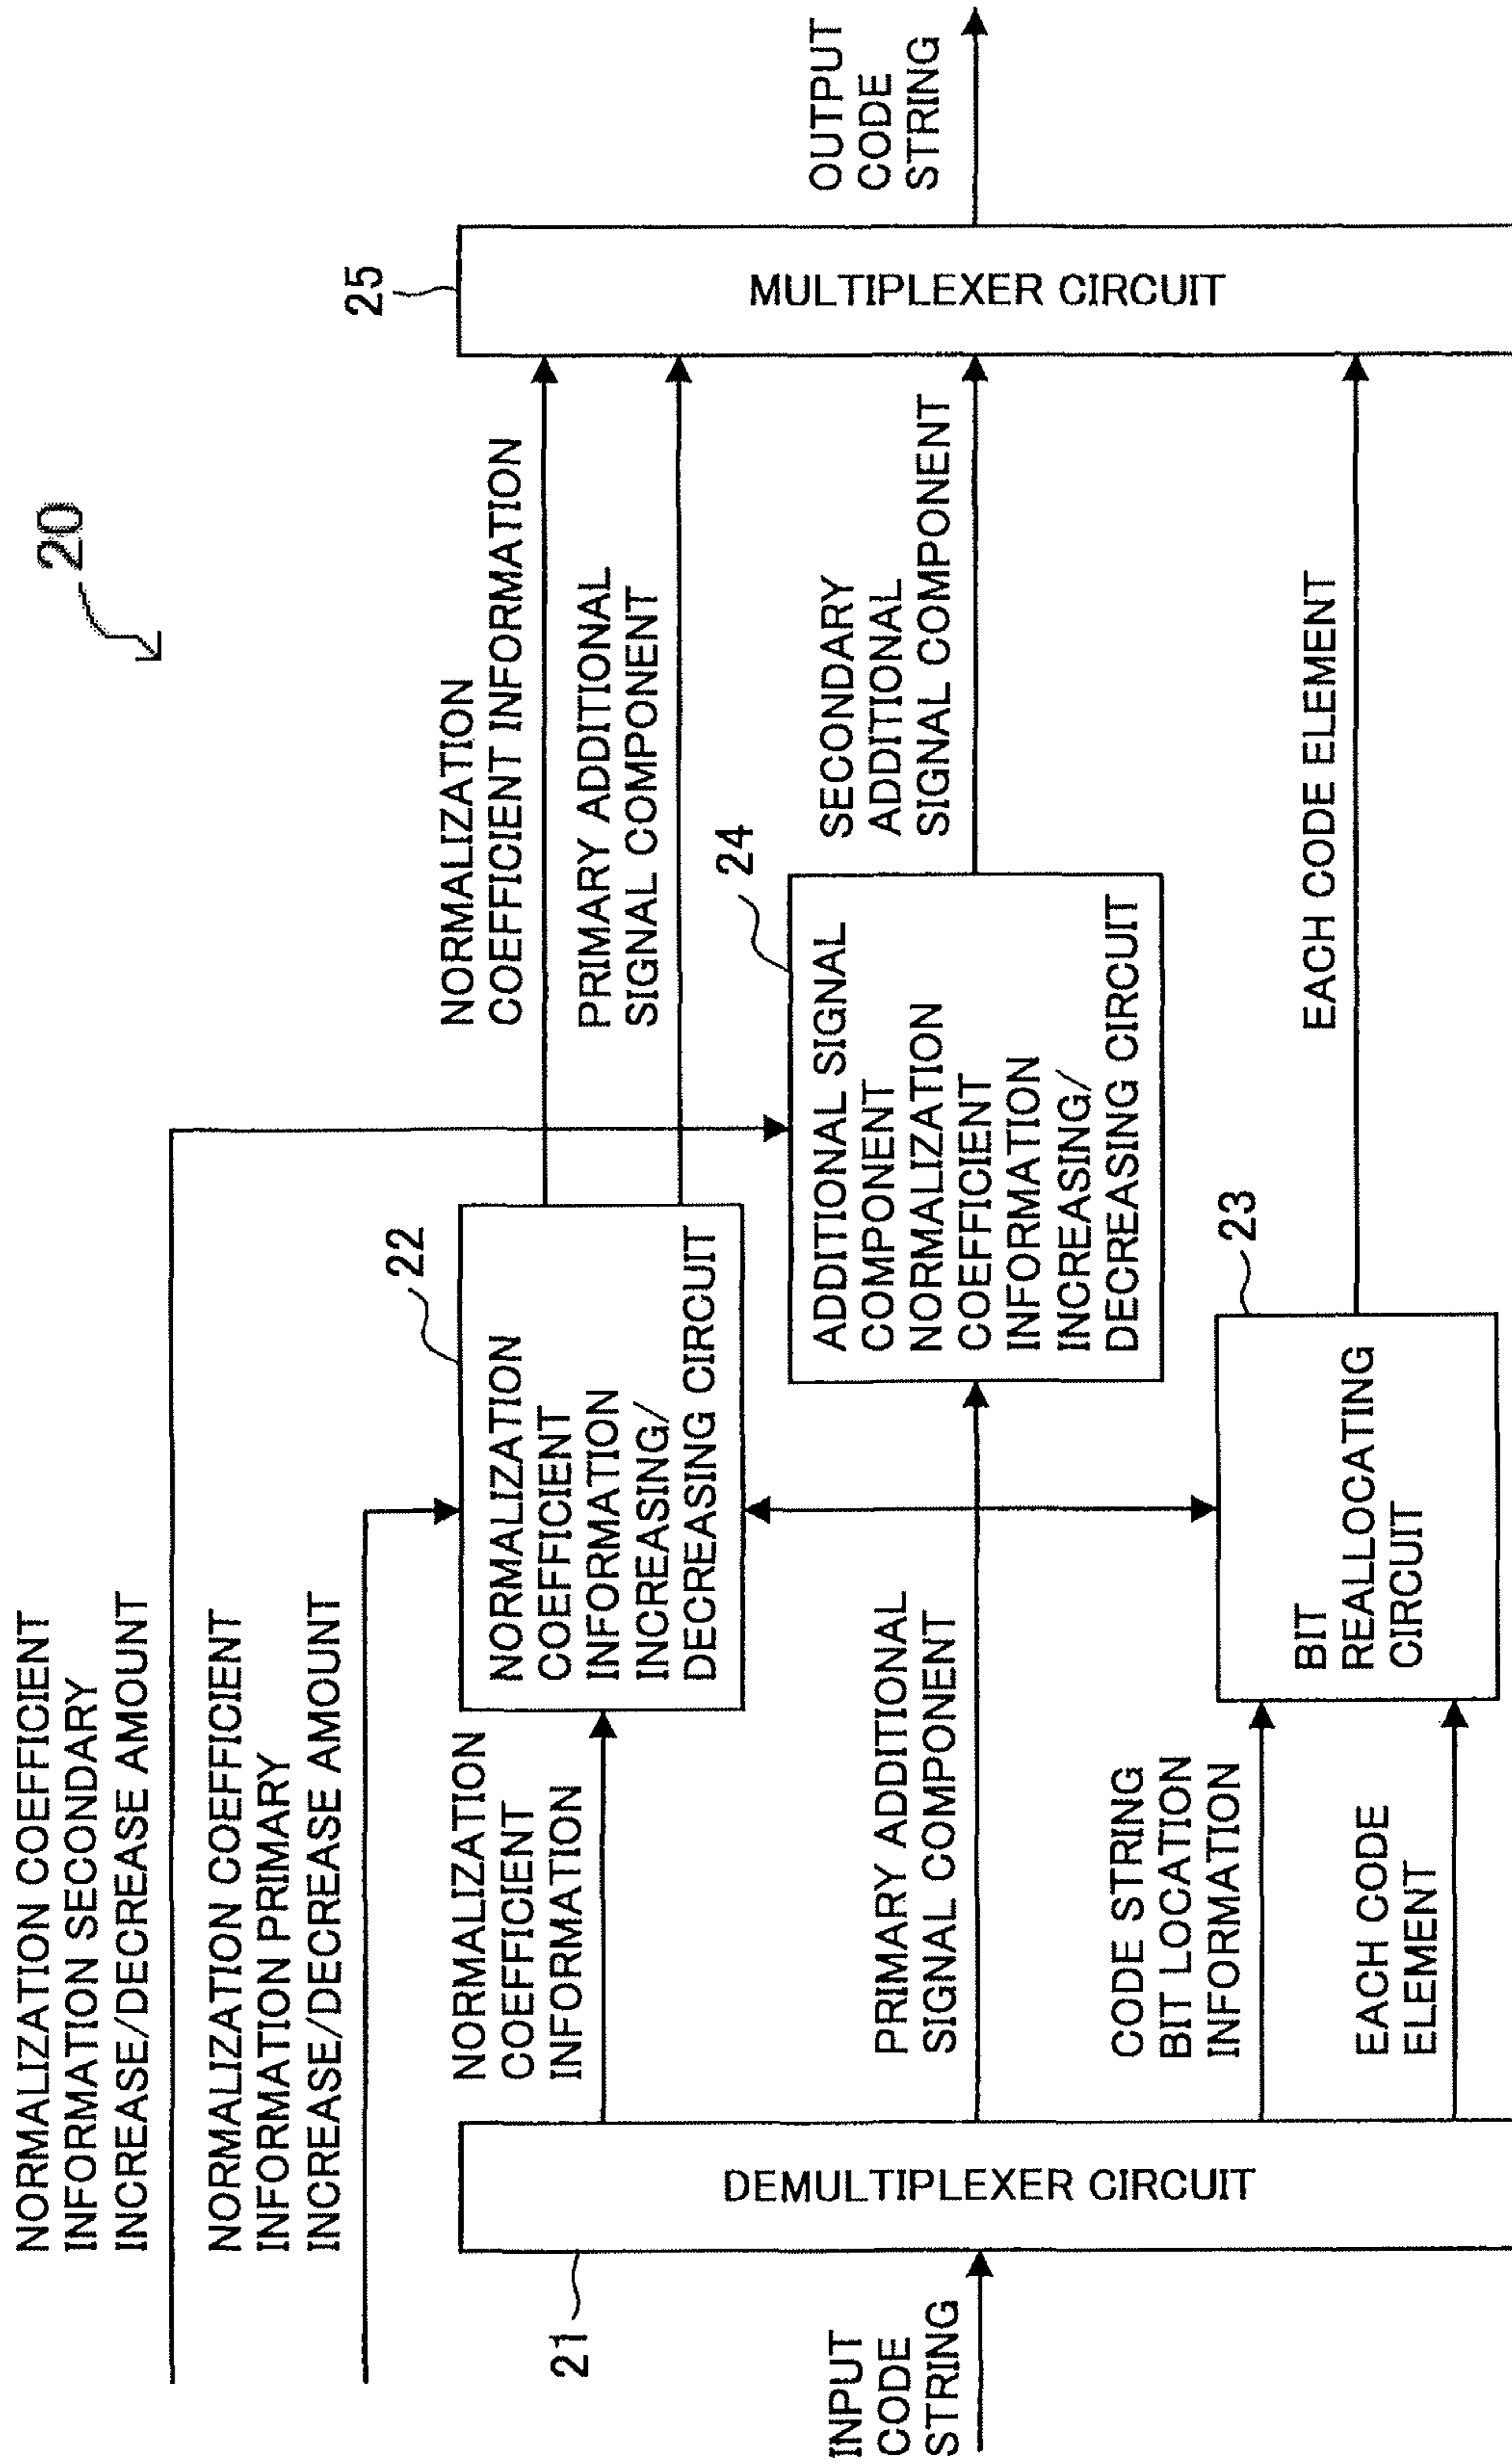 20
NORMALIZATION COEFFICIENT
INFORMATION SECONDARY
INCREASE/DECREASE AMOUNT
NORMALIZATION COEFFICIENT
INFORMATION PRIMARY
INCREASE/DECREASE AMOUNT
INPUT
CODE
STRING
21
DEMULTIPLEXER CIRCUIT
NORMALIZATION
COEFFICIENT
INFORMATION
PRIMARY ADDITIONAL
SIGNAL COMPONENT
CODE STRING
BIT LOCATION
INFORMATION
EACH CODE
ELEMENT
22
NORMALIZATION
COEFFICIENT
INFORMATION
INCREASING/
DECREASING CIRCUIT
24
ADDITIONAL SIGNAL
COMPONENT
NORMALIZATION
COEFFICIENT
INFORMATION
INCREASING/
DECREASING CIRCUIT
23
BIT
REALLOCATING
CIRCUIT
NORMALIZATION
COEFFICIENT INFORMATION
PRIMARY ADDITIONAL
SIGNAL COMPONENT
SECONDARY
ADDITIONAL
SIGNAL COMPONENT
EACH CODE ELEMENT
25
MULTIPLEXER CIRCUIT
OUTPUT
CODE
STRING